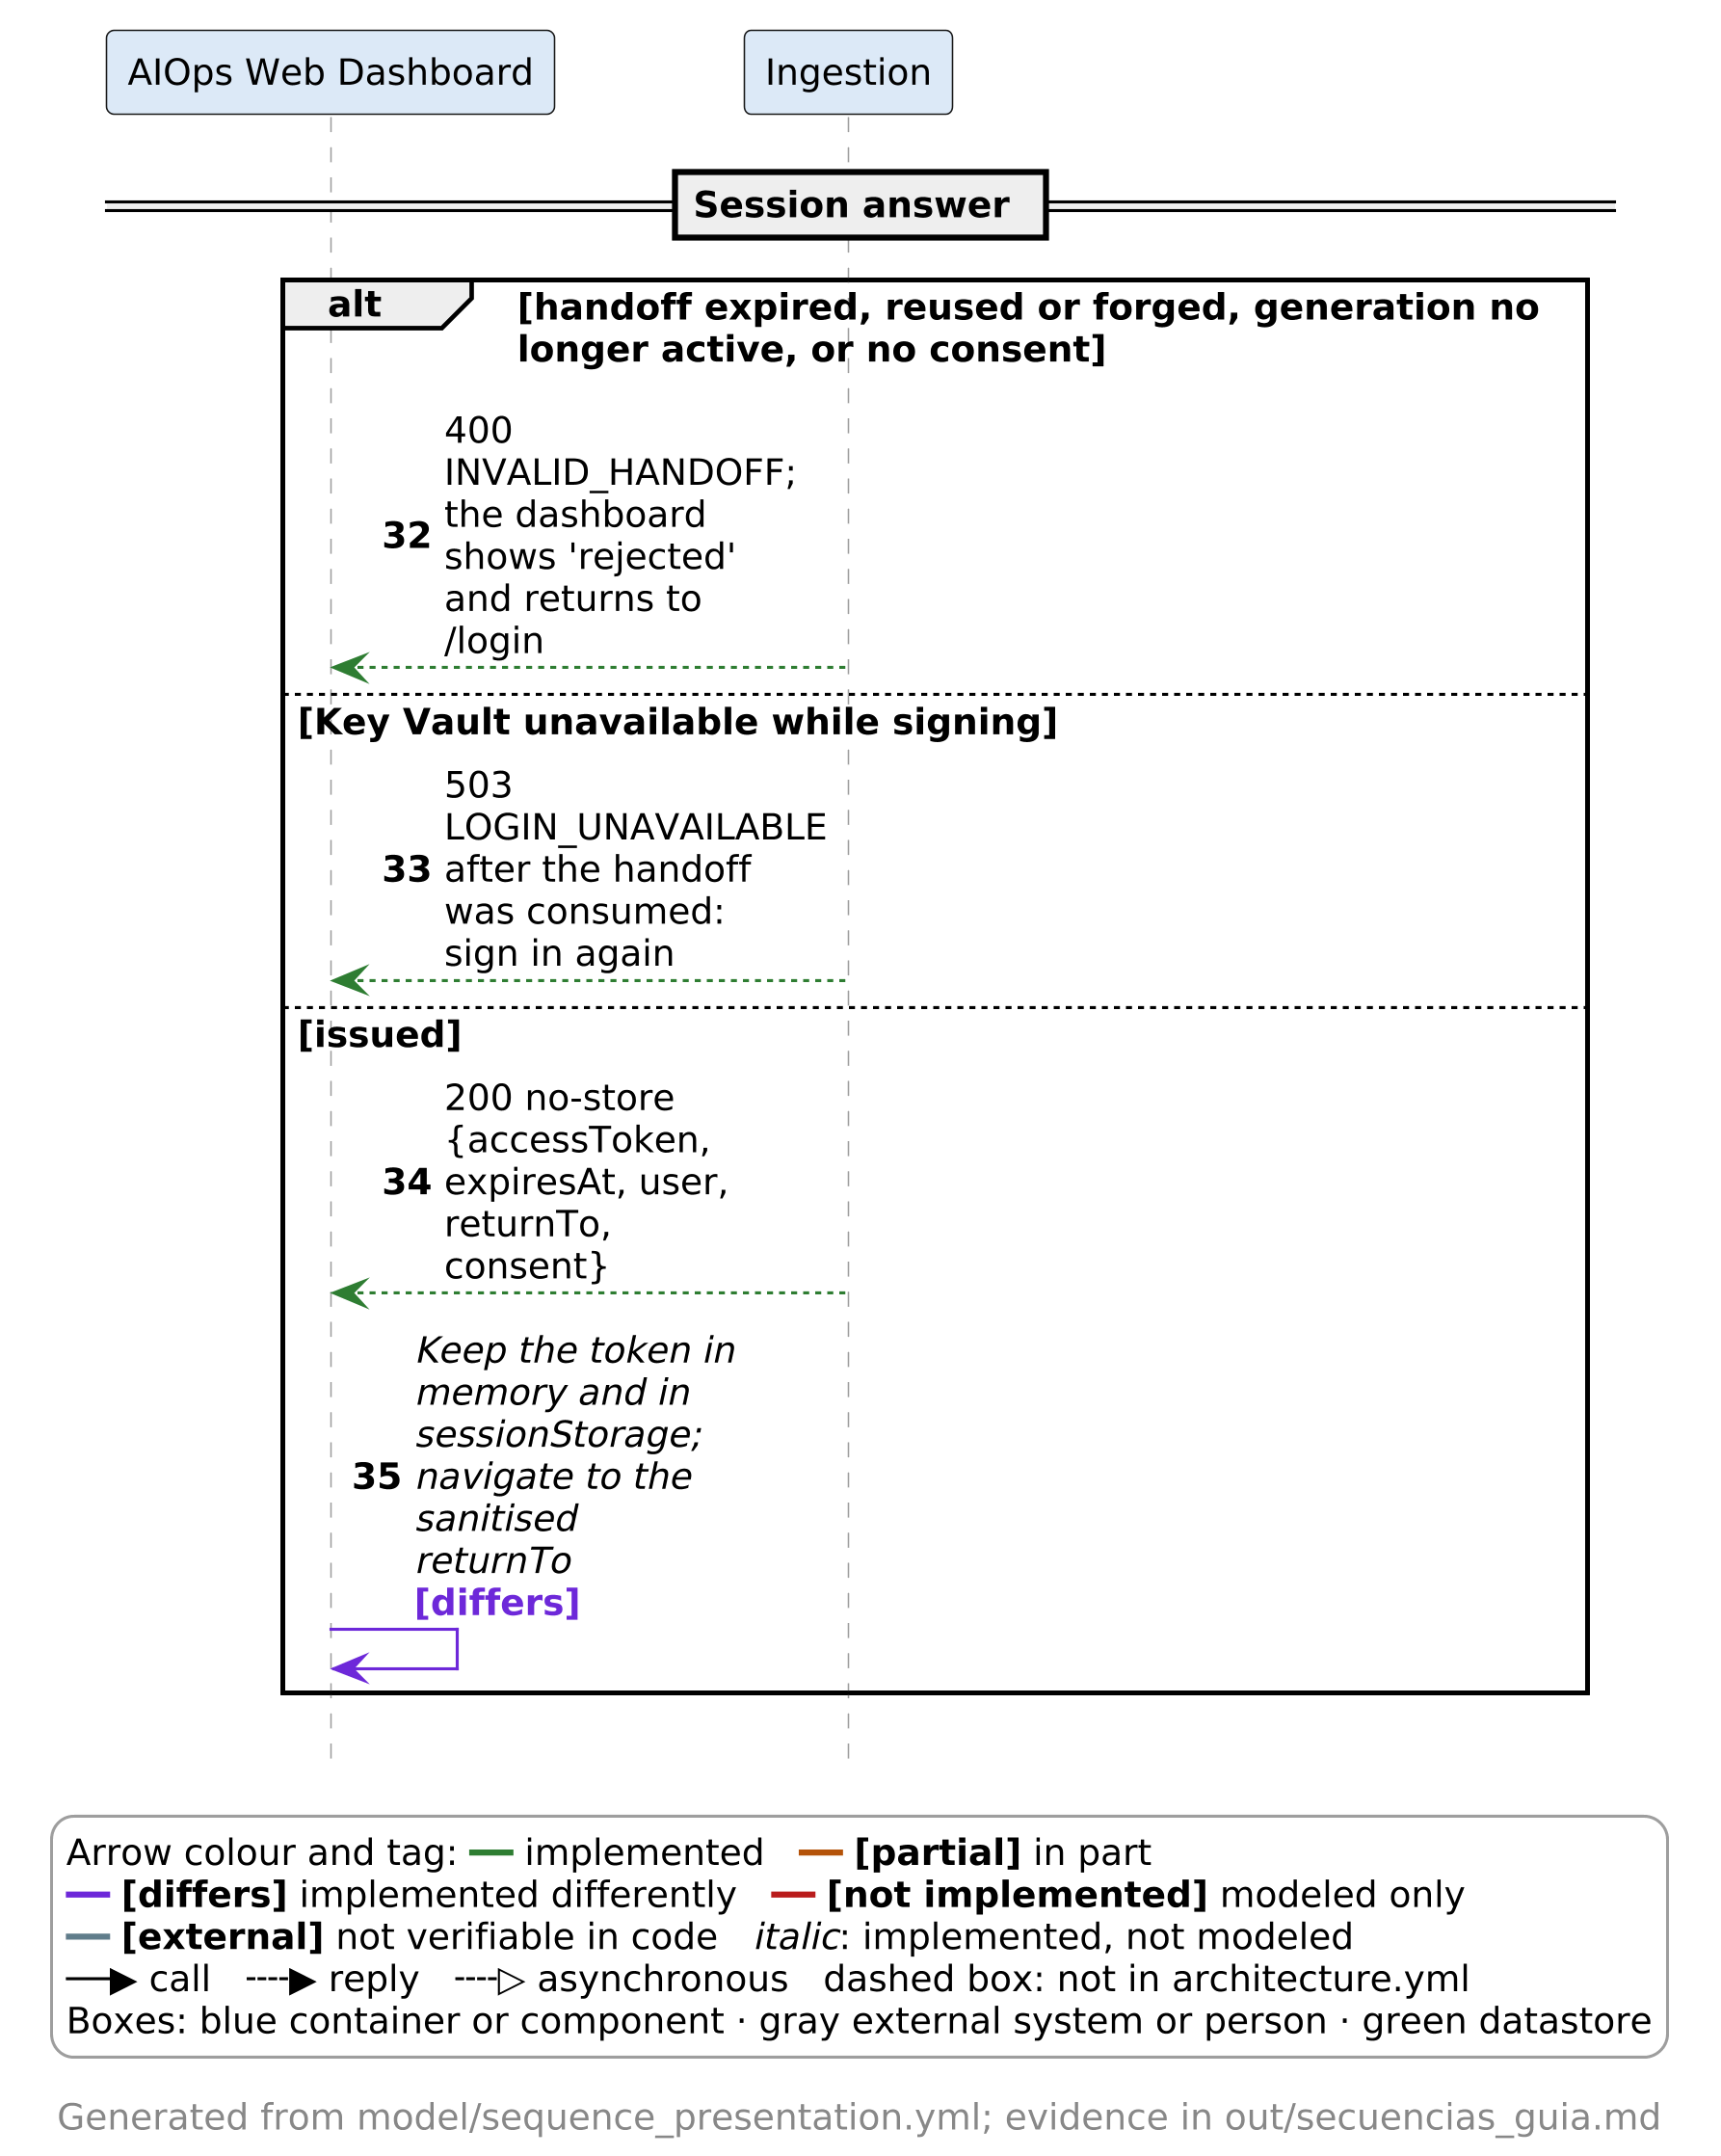 AIOps Web Dashboard
Ingestion
Session answer
alt
[handoff expired, reused or forged, generation no
longer active, or no consent]
400
INVALID_HANDOFF;
the dashboard
32
shows 'rejected'
and returns to
/login
[Key Vault unavailable while signing]
503
LOGIN_UNAVAILABLE
33 after the handoff
was consumed:
sign in again
[issued]
200 no-store
{accessToken,
34 expiresAt, user,
returnTo,
consent}
Keep the token in
memory and in
sessionStorage;
35 navigate to the
sanitised
returnTo
[differs]
Arrow colour and tag: implemented [partial] in part
[differs] implemented differently [not implemented] modeled only
[external] not verifiable in code italic: implemented, not modeled
call reply asynchronous dashed box: not in architecture.yml
Boxes: blue container or component · gray external system or person · green datastore
Generated from model/sequence_presentation.yml; evidence in out/secuencias_guia.md